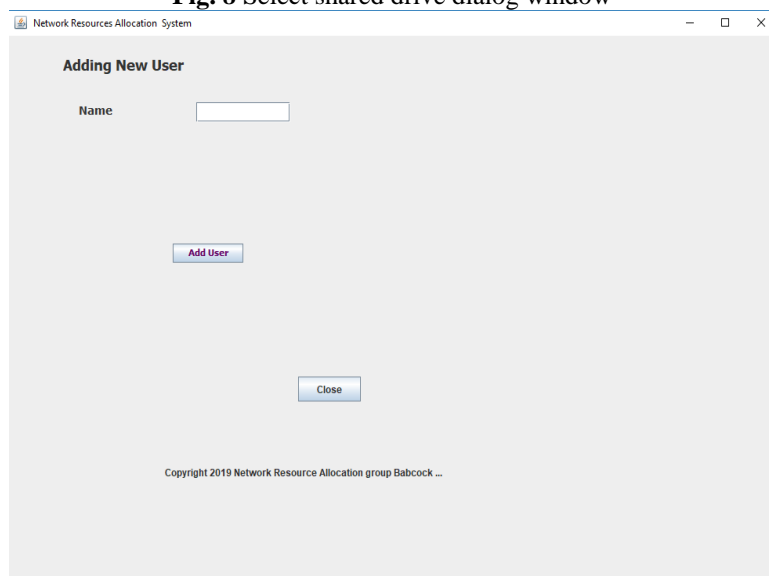 Fig. 8 Select shared drive dialog window
Network Resources Allocation System
Adding New User
Name
Add User
Close
Copyright 2019 Network Resource Allocation group Babcock ...